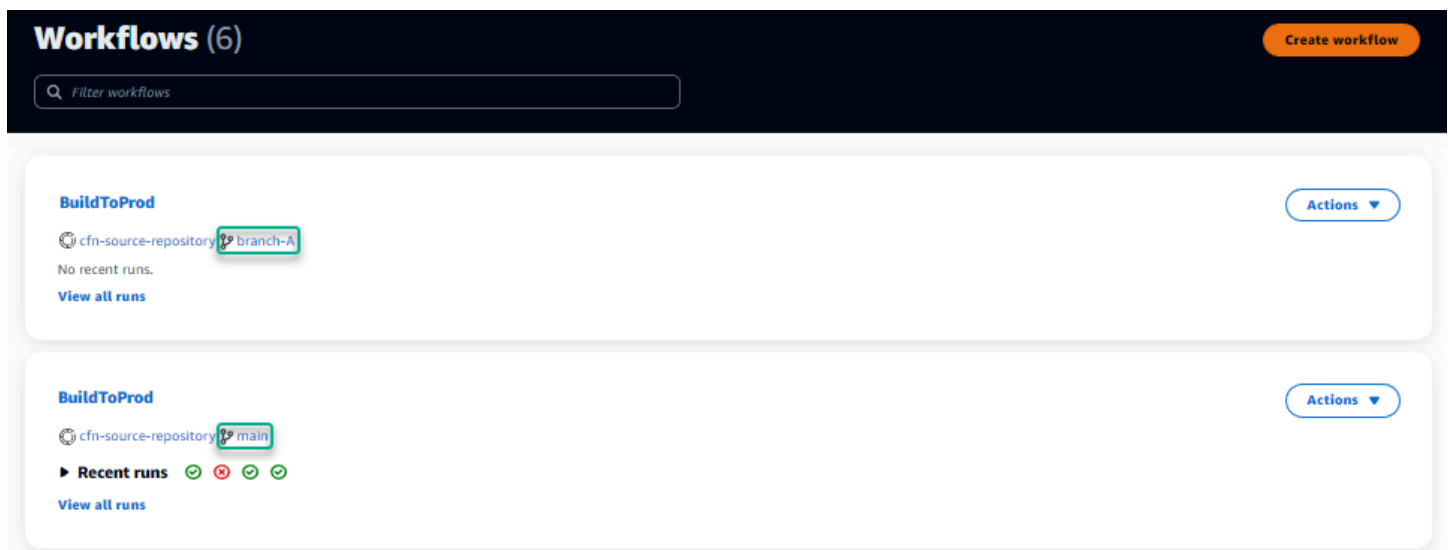 Workflows (6)
Create workflow
Filter workflows
BuildToProd
Actions
cfn-source-repository branch-A
No recent runs.
View all runs
BuildToProd
Actions
cfn-source-repository main
Recent runs
View all runs